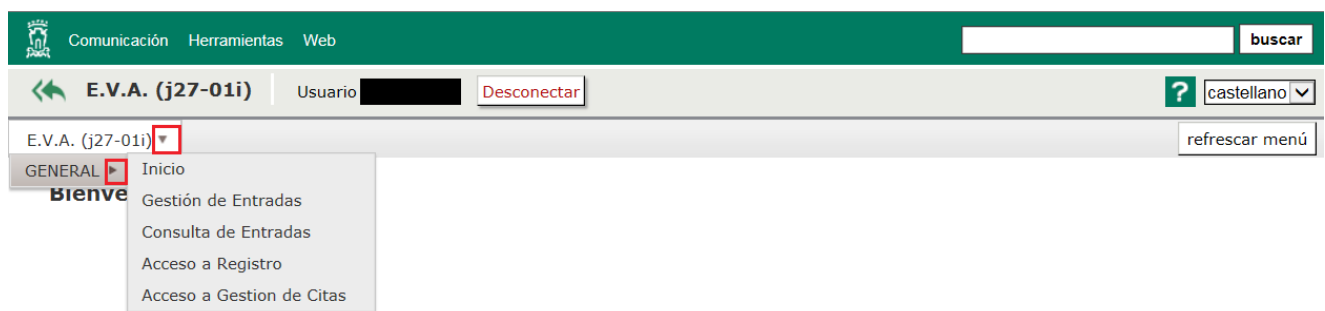 Comunicación Herramientas Web buscar
E.V.A. (j27-01i) Usuario Desconectar ? castellano
E.V.A. (j27-01i) refrescar menú
GENERAL Inicio
Bienve
Gestión de Entradas
Consulta de Entradas
Acceso a Registro
Acceso a Gestion de Citas